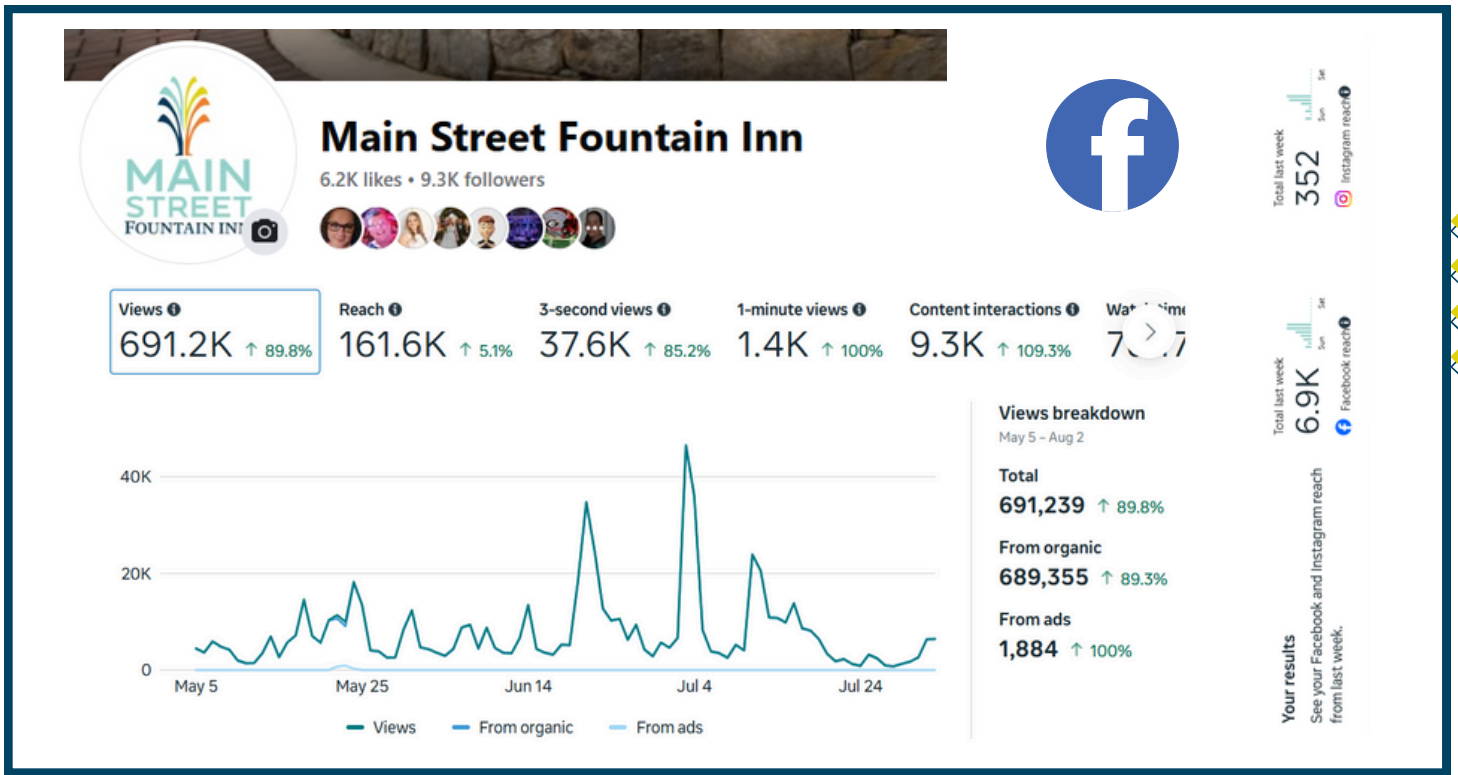 MAIN
STREET
FOUNTAIN IN
Main Street Fountain Inn
6.2K likes • 9.3K followers
Views
691.2K ↑ 89.8%
Reach
161.6K ↑ 5.1%
3-second views
37.6K ↑ 85.2%
1-minute views
1.4K ↑ 100%
Content interactions
9.3K ↑ 109.3%
40K
20K
0
May 5 May 25 Jun 14 Jul 4 Jul 24
Views From organic From ads
Views breakdown
May 5 – Aug 2
Total
691,239 ↑ 89.8%
From organic
689,355 ↑ 89.3%
From ads
1,884 ↑ 100%
Your results
See your Facebook and Instagram reach
from last week.
Total last week
6.9K
Sun Sat
Facebook reach
Total last week
352
Sun Sat
Instagram reach